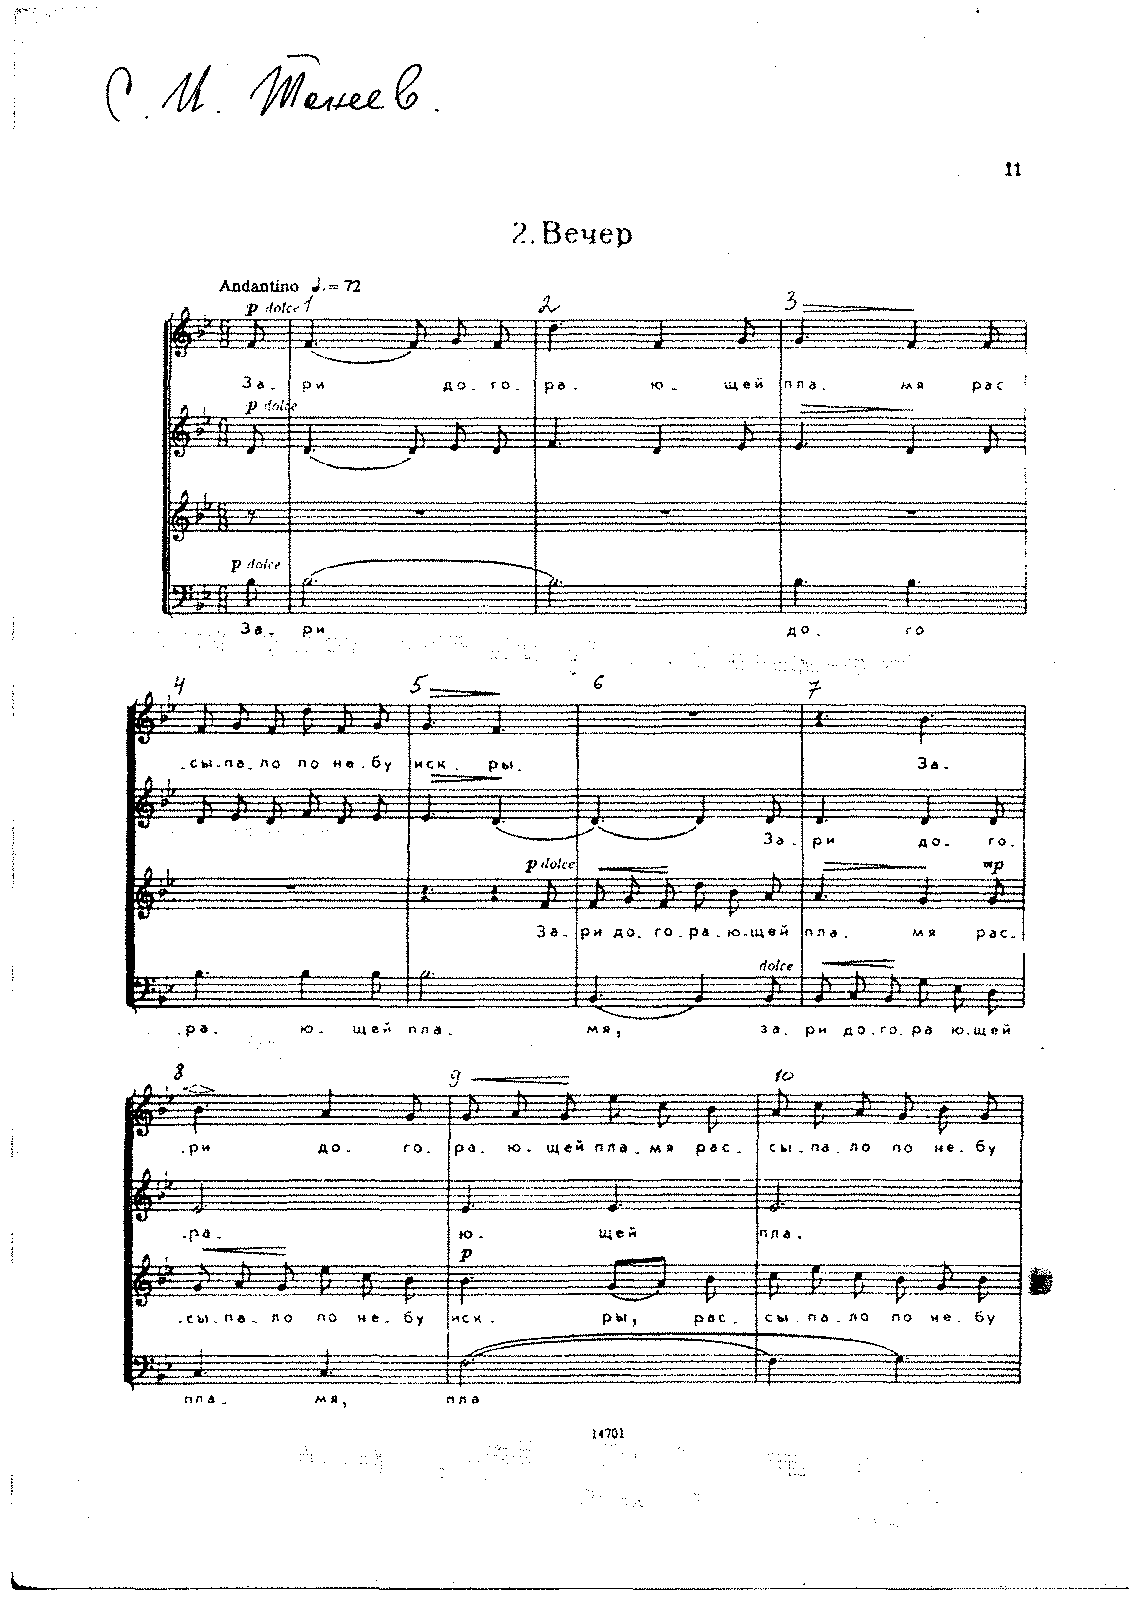 С. И. Танеев.
11
2. Вечер
Andantino ♩. = 72
p dolce 1 2 3
За. ри до. го. ра. ю. щей пла. мя рас
p dolce
p dolce
За. ри до. го
4 5 6 7
.сы.па.ло по не.бу иск. ры. За.
За. ри до. го.
p dolce mp
За. ри до. го. ра. ю. щей пла. мя рас.
dolce
.ра. ю. щей пла. мя, за. ри до. го. ра ю. щей
8 9 10
.ри до. го. ра. ю. щей пла. мя рас. сы. па. ло по не. бу
.ра. ю. щей пла.
p
.сы. па. ло по не. бу иск. ры, рас. сы. па. ло по не. бу
пла. мя, пла
14701